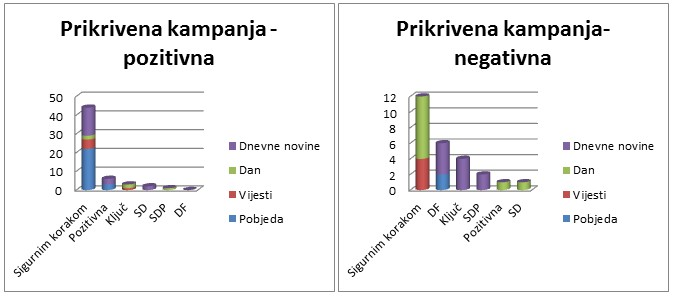 Prikrivena kampanja -
pozitivna
50
40
30
20
10
0
Sigurnim korakom
Pozitivna
Ključ
SD
SDP
DF
Dnevne novine
Dan
Vijesti
Pobjeda
Prikrivena kampanja-
negativna
12
10
8
6
4
2
0
Sigurnim korakom
DF
Ključ
SDP
Pozitivna
SD
Dnevne novine
Dan
Vijesti
Pobjeda